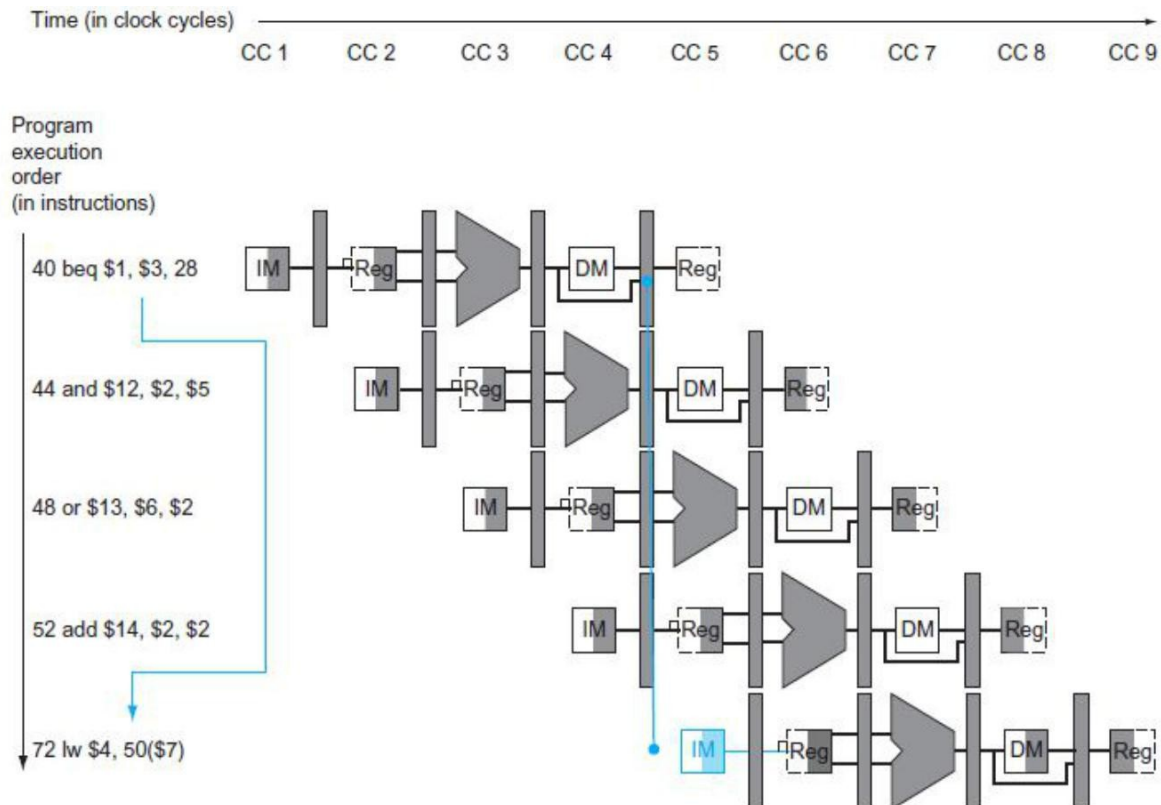 Time (in clock cycles)
CC 1 CC 2 CC 3 CC 4 CC 5 CC 6 CC 7 CC 8 CC 9
Program
execution
order
(in instructions)
40 beq $1, $3, 28 IM Reg DM Reg
44 and $12, $2, $5 IM Reg DM Reg
48 or $13, $6, $2 IM Reg DM Reg
52 add $14, $2, $2 IM Reg DM Reg
72 lw $4, 50($7) IM Reg DM Reg